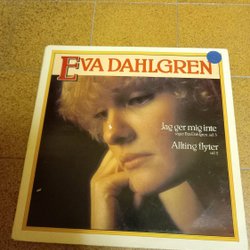 EVA DAHLGREN
Jag ger mig inte
Allting flyter